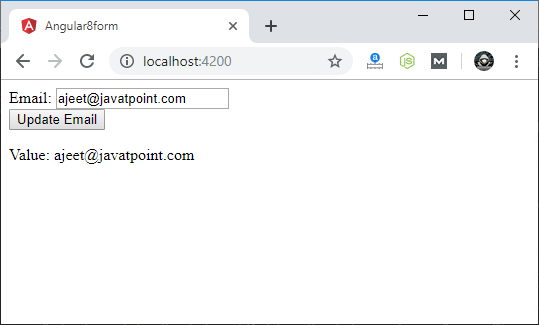 Angular8form
localhost:4200
Email: ajeet@javatpoint.com
Update Email
Value: ajeet@javatpoint.com